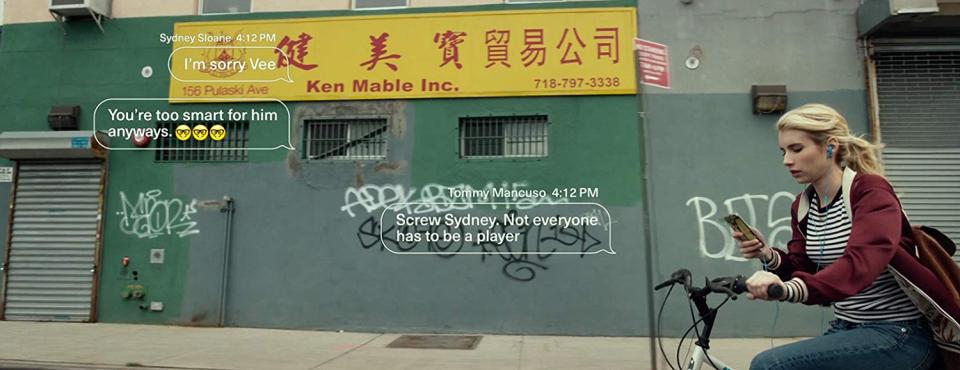 Sydney Sloane 4:12 PM
I'm sorry Vee
You're too smart for him
anyways. 🤓🤓🤓
健 美 寶 貿易公司
156 Pulaski Ave
Ken Mable Inc.
718-797-3338
Tommy Mancuso 4:12 PM
Screw Sydney. Not everyone
has to be a player